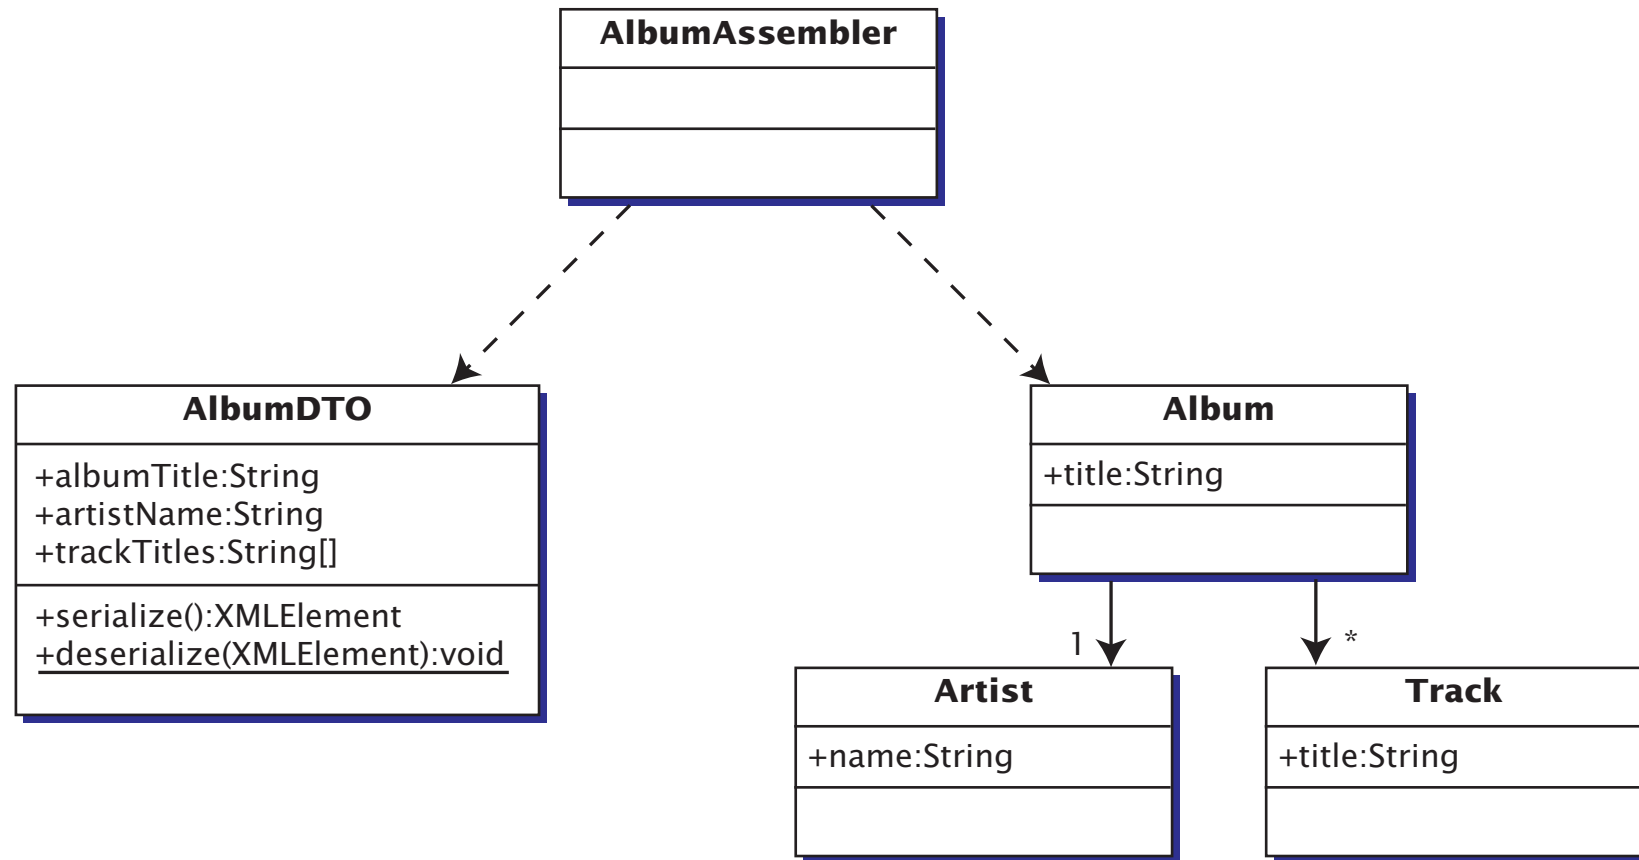 AlbumAssembler
AlbumDTO
+albumTitle:String
+artistName:String
+trackTitles:String[]
+serialize():XMLElement
+deserialize(XMLElement):void
Album
+title:String
1
*
Artist
+name:String
Track
+title:String